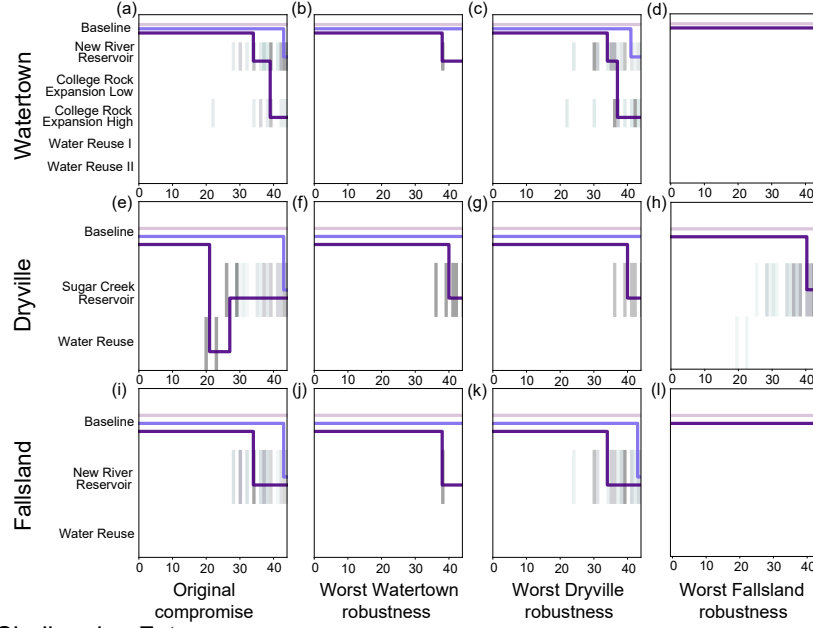 (a) (b) (c) (d)
Watertown
Baseline
New River
Reservoir
College Rock
Expansion Low
College Rock
Expansion High
Water Reuse I
Water Reuse II
0 10 20 30 40 0 10 20 30 40 0 10 20 30 40 0 10 20 30 40
(e) (f) (g) (h)
Dryville
Baseline
Sugar Creek
Reservoir
Water Reuse
0 10 20 30 40 0 10 20 30 40 0 10 20 30 40 0 10 20 30 40
(i) (j) (k) (l)
Fallsland
Baseline
New River
Reservoir
Water Reuse
0 10 20 30 40 0 10 20 30 40 0 10 20 30 40 0 10 20 30 40
Original
compromise
Worst Watertown
robustness
Worst Dryville
robustness
Worst Fallsland
robustness